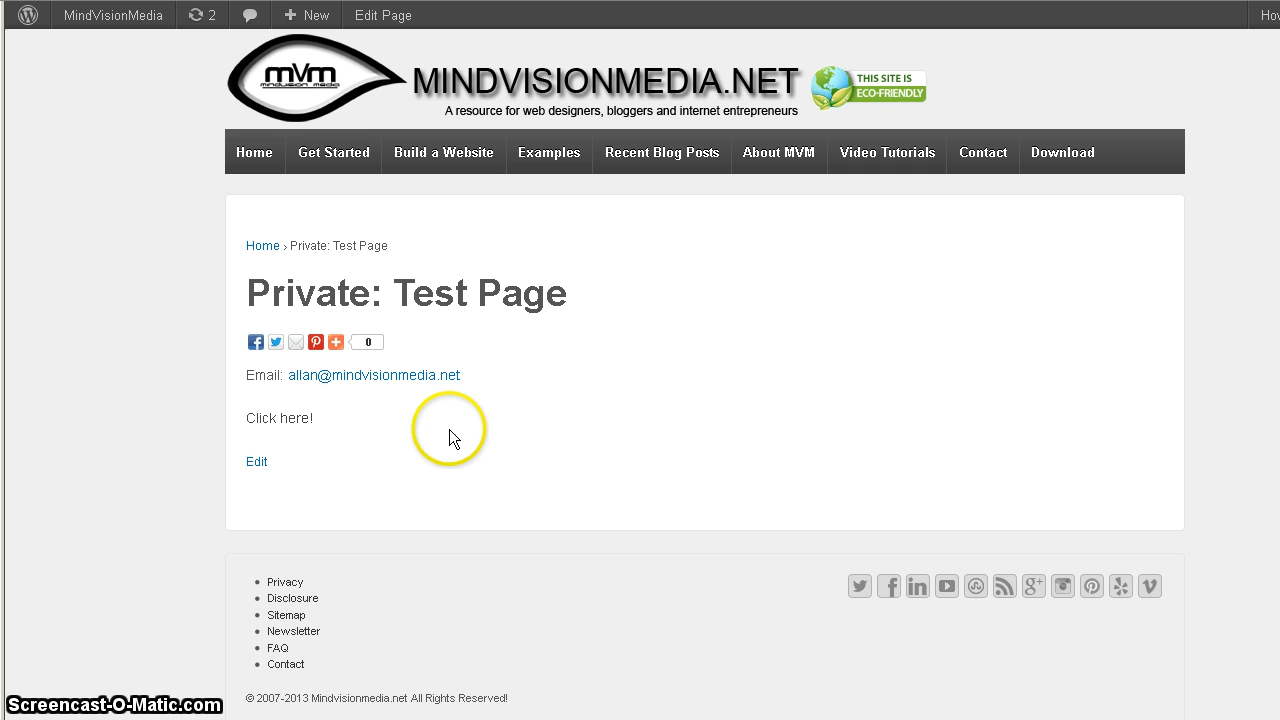 MindVisionMedia 2 New Edit Page Hov
mVm
mindvision media
MINDVISIONMEDIA.NET
A resource for web designers, bloggers and internet entrepreneurs
THIS SITE IS
ECO-FRIENDLY
Home Get Started Build a Website Examples Recent Blog Posts About MVM Video Tutorials Contact Download
Home › Private: Test Page
Private: Test Page
0
Email: allan@mindvisionmedia.net
Click here!
Edit
Privacy
Disclosure
Sitemap
Newsletter
FAQ
Contact
© 2007-2013 Mindvisionmedia.net All Rights Reserved!
Screencast-O-Matic.com